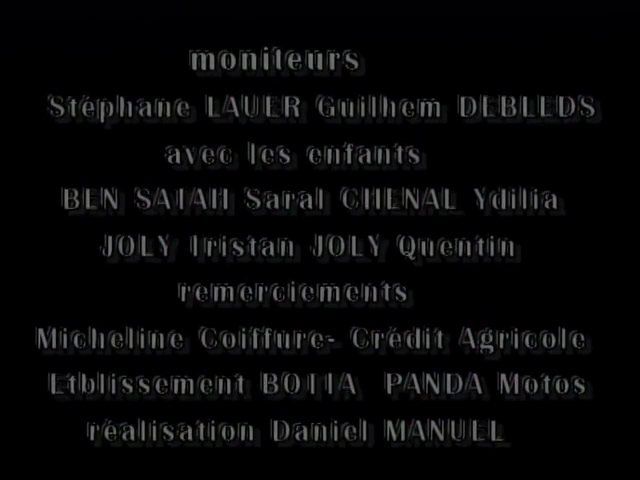 moniteurs
Stéphane LAUER Guilhem DEBLEDS
avec les enfants
BEN SAIAH Saral CHENAL Ydilia
JOLY Tristan JOLY Quentin
remerciements
Micheline Coiffure- Crédit Agricole
Etblissement BOTTA PANDA Motos
réalisation Daniel MANUEL